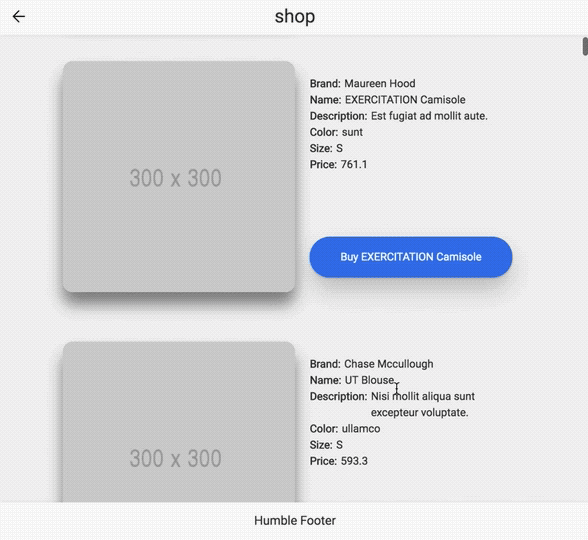 shop
300 x 300
Brand: Maureen Hood
Name: EXERCITATION Camisole
Description: Est fugiat ad mollit aute.
Color: sunt
Size: S
Price: 761.1
Buy EXERCITATION Camisole
300 x 300
Brand: Chase Mccullough
Name: UT Blouse
Description: Nisi mollit aliqua sunt
excepteur voluptate.
Color: ullamco
Size: S
Price: 593.3
Humble Footer